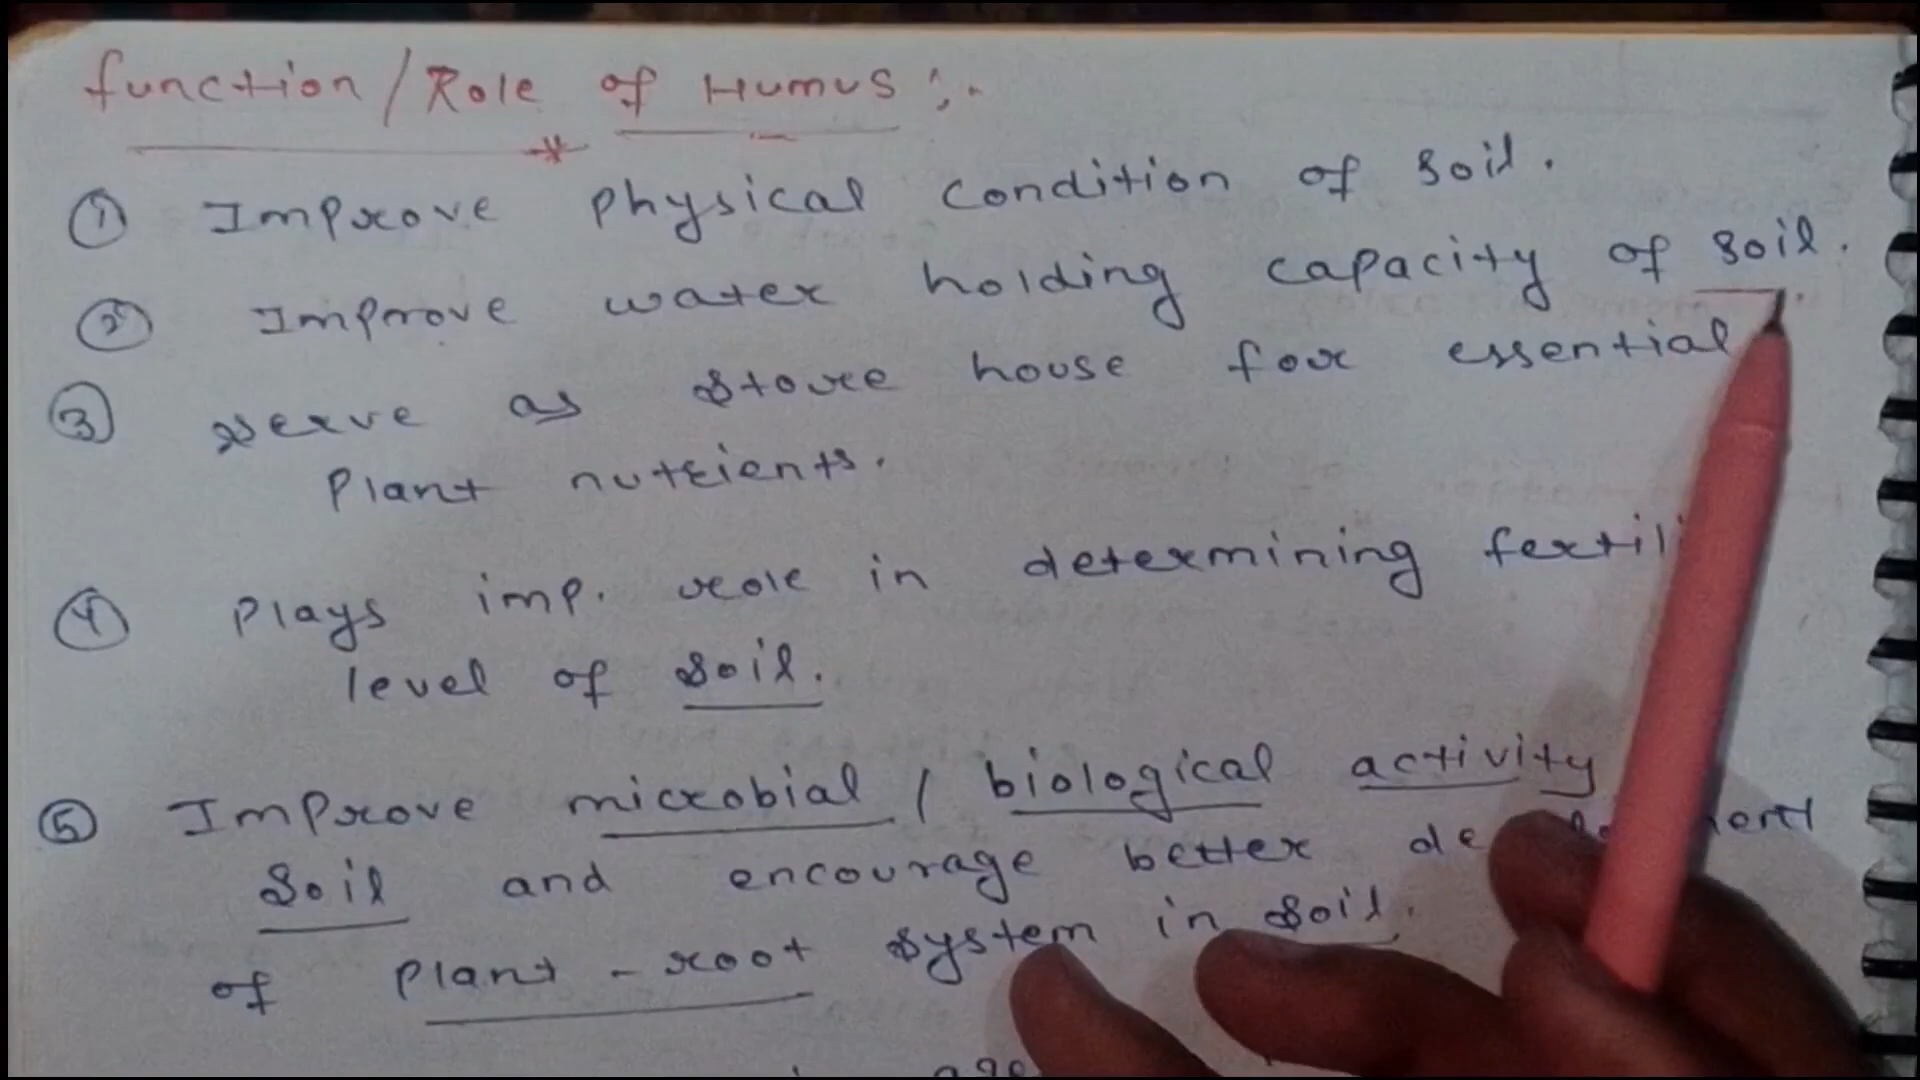 function/Role of Humus :-
① Improve physical condition of soil.
② Improve water holding capacity of soil.
③ serve as store house for essential
plant nutrients.
④ Plays imp. role in determining
level of soil.
⑤ Improve microbial / biological activity
soil and encourage better
of plant-root system in soil.